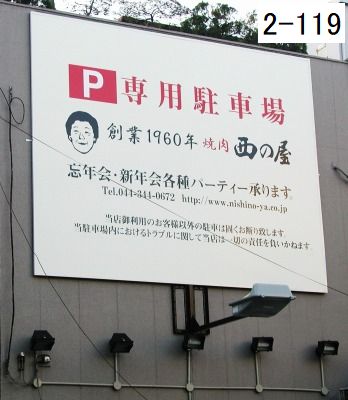 2-119
P 専用駐車場
創業1960年 焼肉 西の屋
忘年会・新年会各種パーティー承ります。
Tel.044-344-0672 http://www.nishino-ya.co.jp
当店御利用のお客様以外の駐車は固くお断り致します
当駐車場内におけるトラブルに関して当店は一切の責任を負いかねます